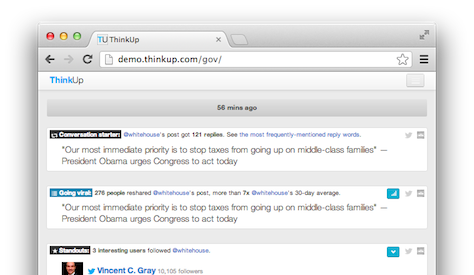 TU ThinkUp
demo.thinkup.com/gov/
ThinkUp
56 mins ago
Conversation starter: @whitehouse's post got 121 replies. See the most frequently-mentioned reply words.
"Our most immediate priority is to stop taxes from going up on middle-class families" —
President Obama urges Congress to act today
Going viral: 276 people reshared @whitehouse's post, more than 7x @whitehouse's 30-day average.
"Our most immediate priority is to stop taxes from going up on middle-class families" —
President Obama urges Congress to act today
Standouts: 3 interesting users followed @whitehouse.
Vincent C. Gray 10,105 followers